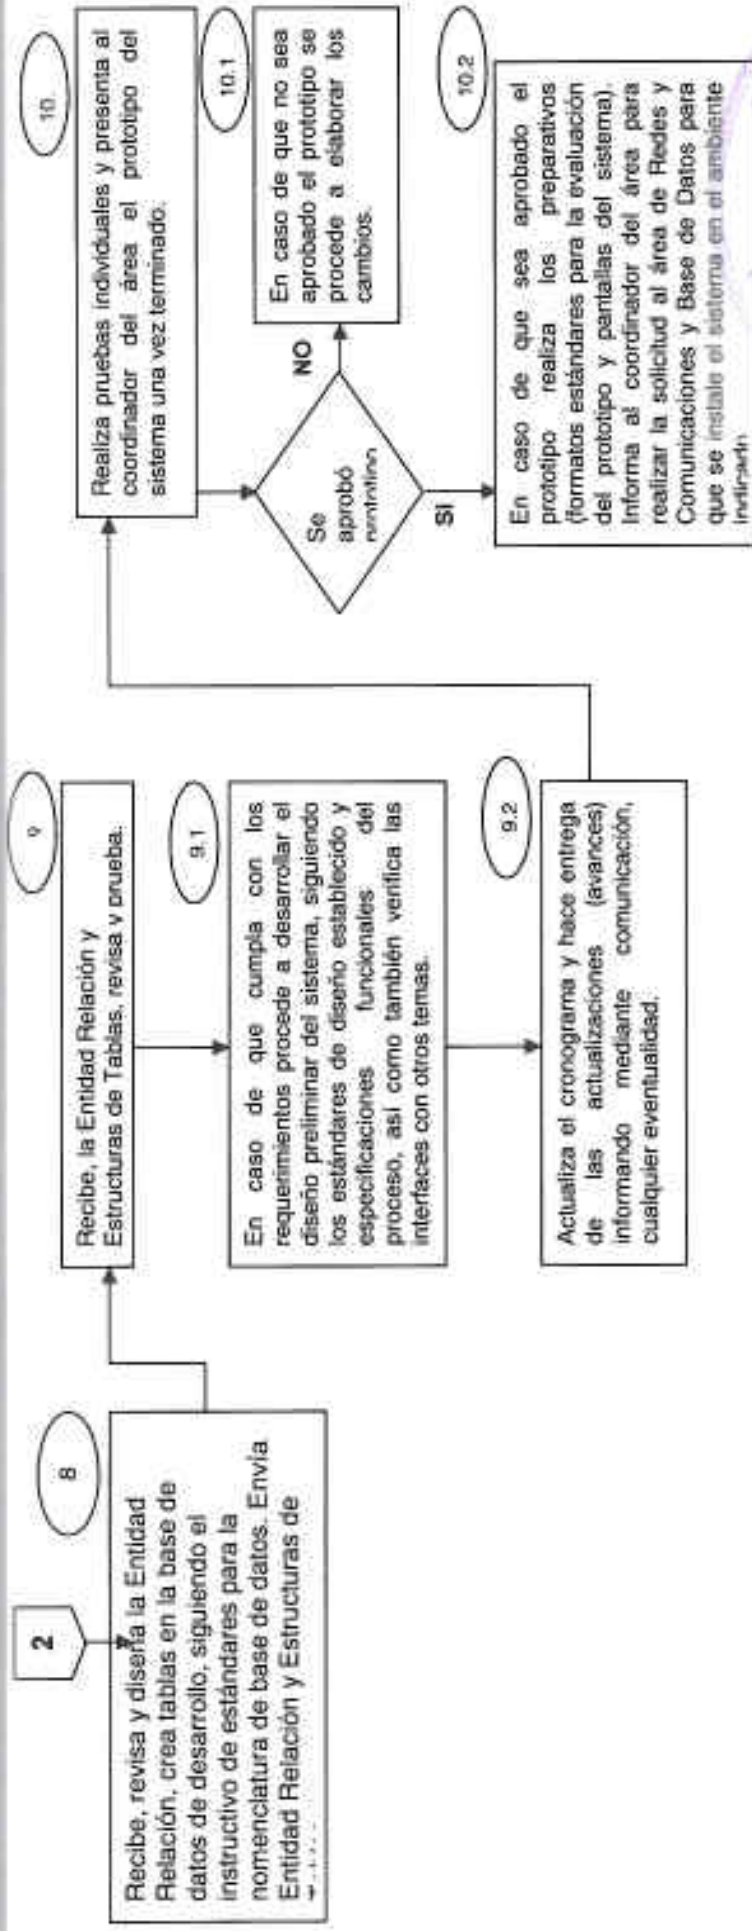 2
8
Recibe, revisa y diseña la Entidad
Relación, crea tablas en la base de
datos de desarrollo, siguiendo el
instructivo de estándares para la
nomenclatura de base de datos. Envía
Entidad Relación y Estructuras de
9
Recibe, la Entidad Relación y
Estructuras de Tablas, revisa y prueba.
9.1
En caso de que cumpla con los
requerimientos procede a desarrollar el
diseño preliminar del sistema, siguiendo
los estándares de diseño establecido y
especificaciones funcionales del
proceso, así como también verifica las
interfaces con otros temas.
9.2
Actualiza el cronograma y hace entrega
de las actualizaciones (avances)
informando mediante comunicación,
cualquier eventualidad.
10.
Realiza pruebas individuales y presenta al
coordinador del área el prototipo del
sistema una vez terminado.
Se
aprobó
NO
10.1
En caso de que no sea
aprobado el prototipo se
procede a elaborar los
cambios.
SI
10.2
En caso de que sea aprobado el
prototipo realiza los preparativos
(formatos estándares para la evaluación
del prototipo y pantallas del sistema).
Informa al coordinador del área para
realizar la solicitud al área de Redes y
Comunicaciones y Base de Datos para
que se instale el sistema en el ambiente